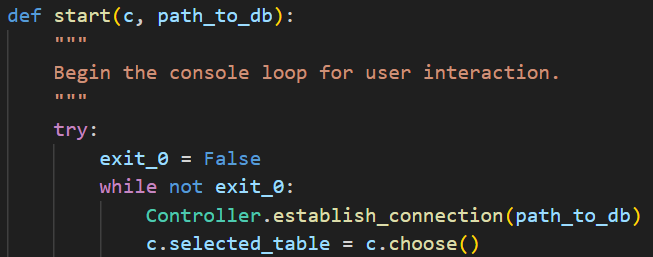 def start(c, path_to_db):
    """
    Begin the console loop for user interaction.
    """
    try:
        exit_0 = False
        while not exit_0:
            Controller.establish_connection(path_to_db)
            c.selected_table = c.choose()